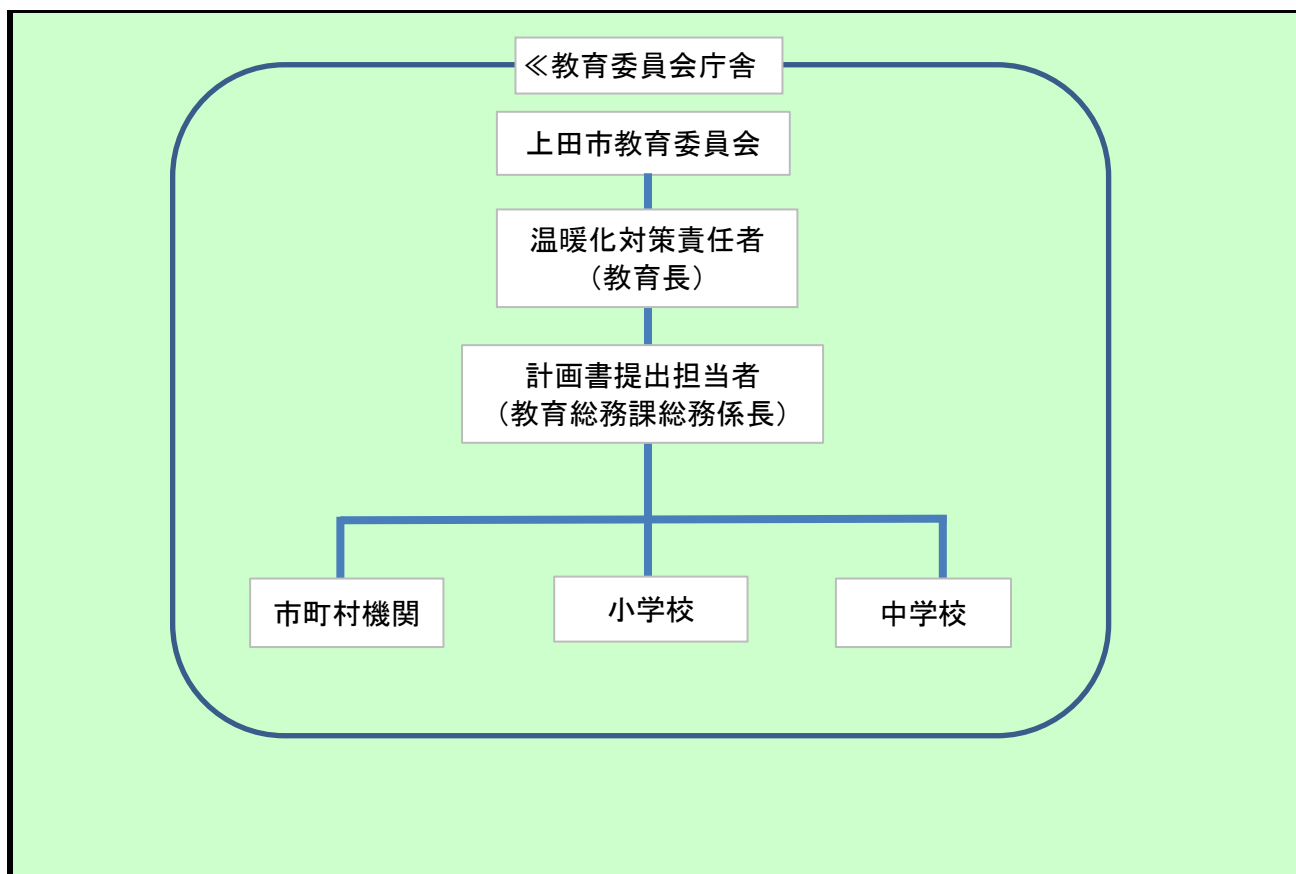 ≪教育委員会庁舎
上田市教育委員会
温暖化対策責任者
（教育長）
計画書提出担当者
（教育総務課総務係長）
市町村機関
小学校
中学校